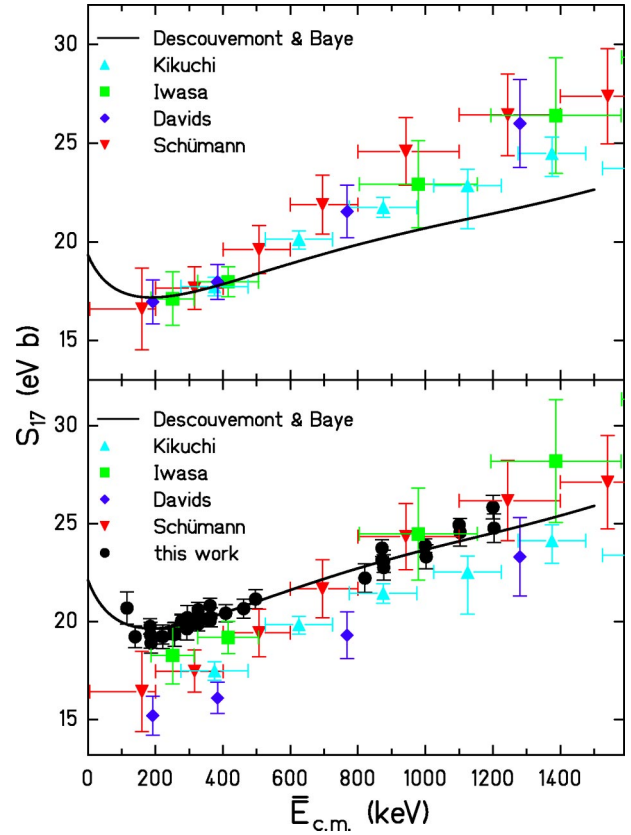 30
25
20
15
Descouvemont & Baye
Kikuchi
Iwasa
Davids
Schümann
S₁₇ (eV b)
30
25
20
15
Descouvemont & Baye
Kikuchi
Iwasa
Davids
Schümann
this work
0 200 400 600 800 1000 1200 1400
E̅c.m. (keV)